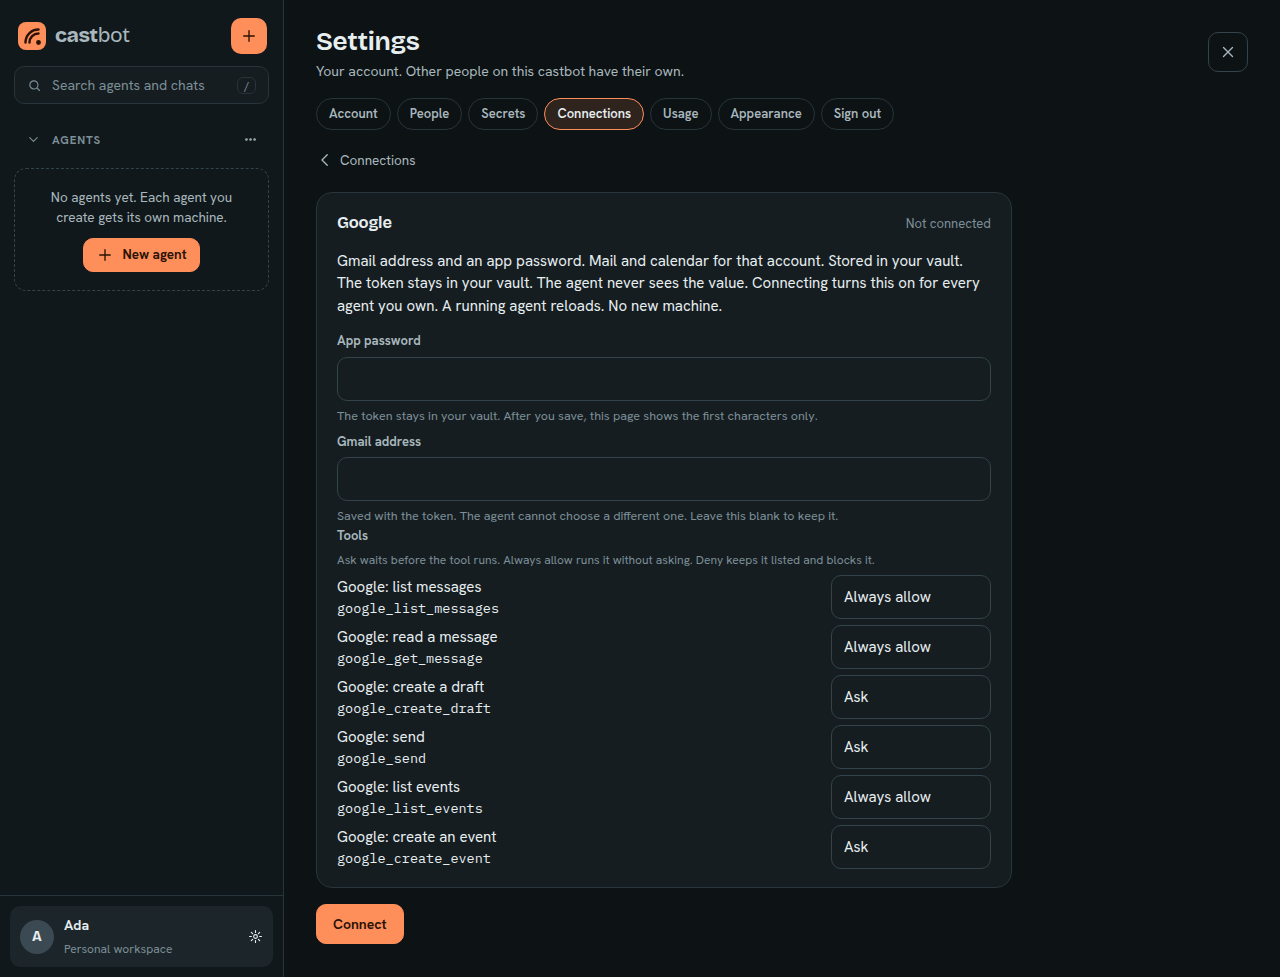 castbot
Search agents and chats /
AGENTS
No agents yet. Each agent you
create gets its own machine.
New agent
Ada
A
Personal workspace
Settings
Your account. Other people on this castbot have their own.
Account People Secrets Connections Usage Appearance Sign out
Connections
Google Not connected
Gmail address and an app password. Mail and calendar for that account. Stored in your vault.
The token stays in your vault. The agent never sees the value. Connecting turns this on for every
agent you own. A running agent reloads. No new machine.
App password
The token stays in your vault. After you save, this page shows the first characters only.
Gmail address
Saved with the token. The agent cannot choose a different one. Leave this blank to keep it.
Tools
Ask waits before the tool runs. Always allow runs it without asking. Deny keeps it listed and blocks it.
Google: list messages
google_list_messages
Always allow
Google: read a message
google_get_message
Always allow
Google: create a draft
google_create_draft
Ask
Google: send
google_send
Ask
Google: list events
google_list_events
Always allow
Google: create an event
google_create_event
Ask
Connect